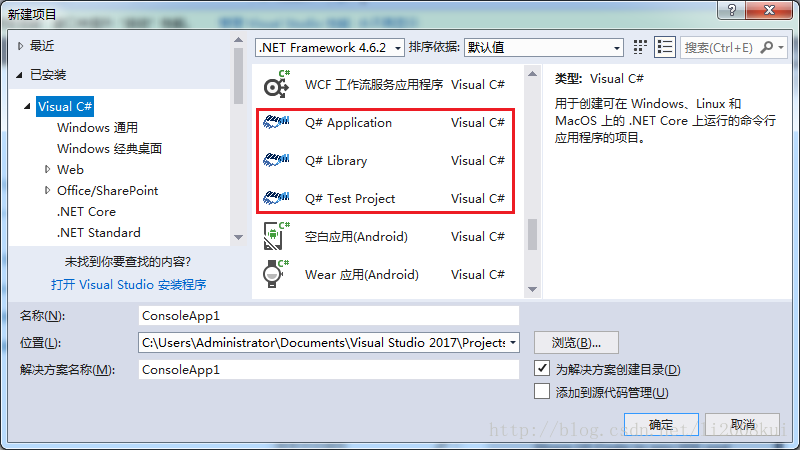 新建项目
最近
已安装
Visual C#
Windows 通用
Windows 经典桌面
Web
Office/SharePoint
.NET Core
.NET Standard
未找到你要查找的内容?
打开 Visual Studio 安装程序
.NET Framework 4.6.2 排序依据: 默认值
搜索(Ctrl+E)
WCF 工作流服务应用程序 Visual C#
Q# Application Visual C#
Q# Library Visual C#
Q# Test Project Visual C#
空白应用(Android) Visual C#
Wear 应用(Android) Visual C#
类型: Visual C#
用于创建可在 Windows、Linux 和
MacOS 上的 .NET Core 上运行的命令行
应用程序的项目。
名称(N): ConsoleApp1
位置(L): C:\Users\Administrator\Documents\Visual Studio 2017\Projects 浏览(B)...
解决方案名称(M): ConsoleApp1
为解决方案创建目录(D)
添加到源代码管理(U)
确定 取消